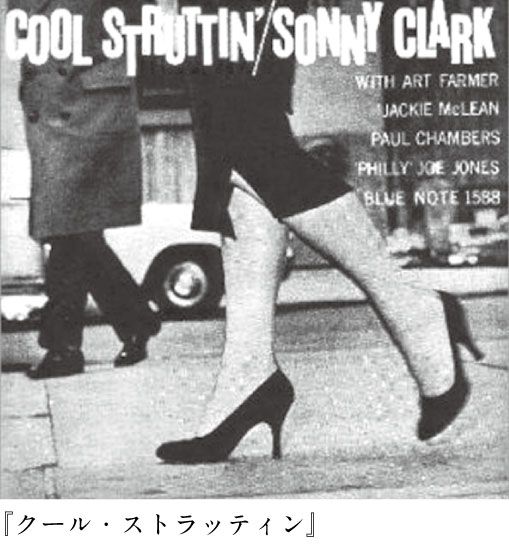 COOL STRUTTIN'/SONNY CLARK
WITH ART FARMER
JACKIE McLEAN
PAUL CHAMBERS
'PHILLY' JOE JONES
BLUE NOTE 1588
『クール・ストラッティン』